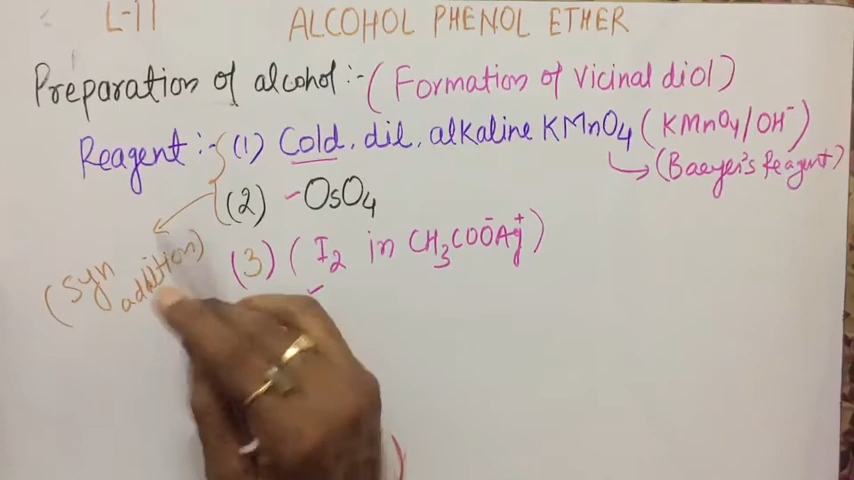 L-11 ALCOHOL PHENOL ETHER
Preparation of alcohol :- (Formation of vicinal diol)
Reagent :- (1) Cold, dil, alkaline KMnO4 (KMnO4/OH⁻)
(Baeyer's Reagent)
(2) - OsO4
(3) (I2 in CH3COO⁻Ag⁺)
(Syn
addition)